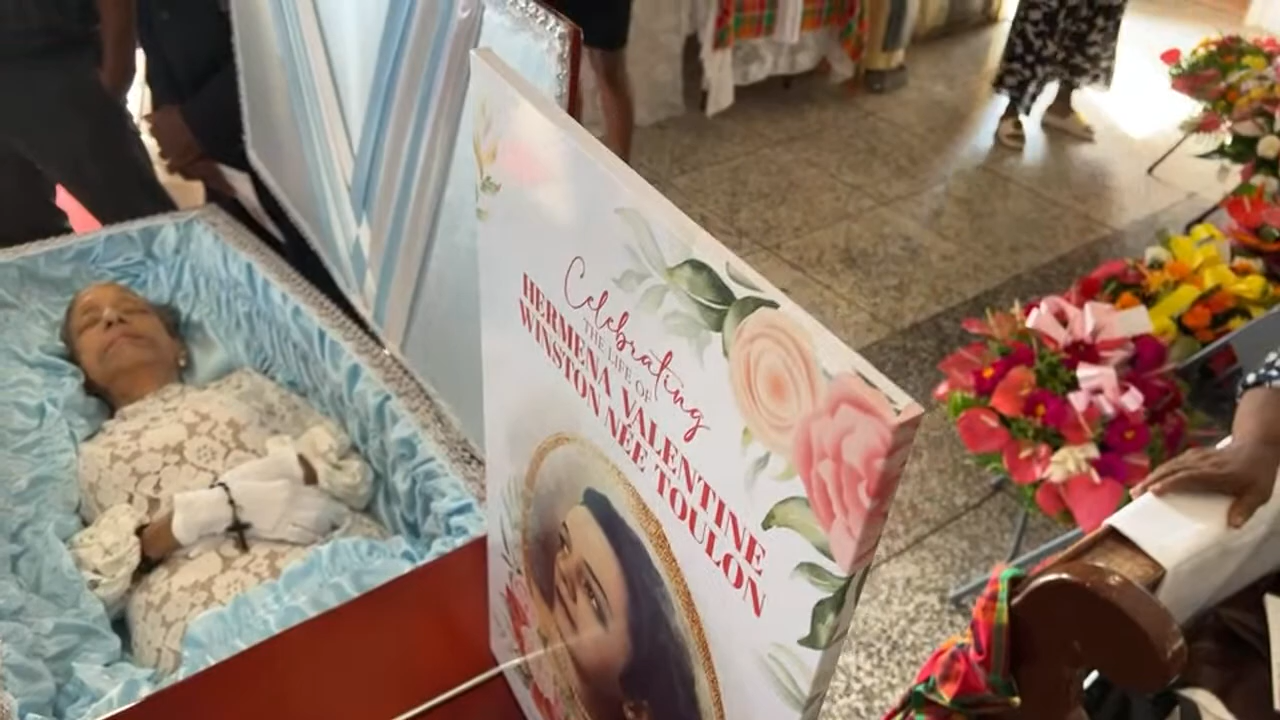 Celebrating
THE LIFE OF
HERMENA VALENTINE
WINSTON NÉE TOULON